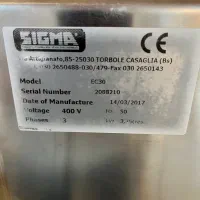 SIGMA CE
Artigianato,85-25030 TORBOLE CASAGLIA (Bs)
030 2650488-030/479-Fax 030 2650143
Model EC36
Serial Number 2088210
Date of Manufacture 14/03/2017
Voltage 400 V Hz 50
Phases 3